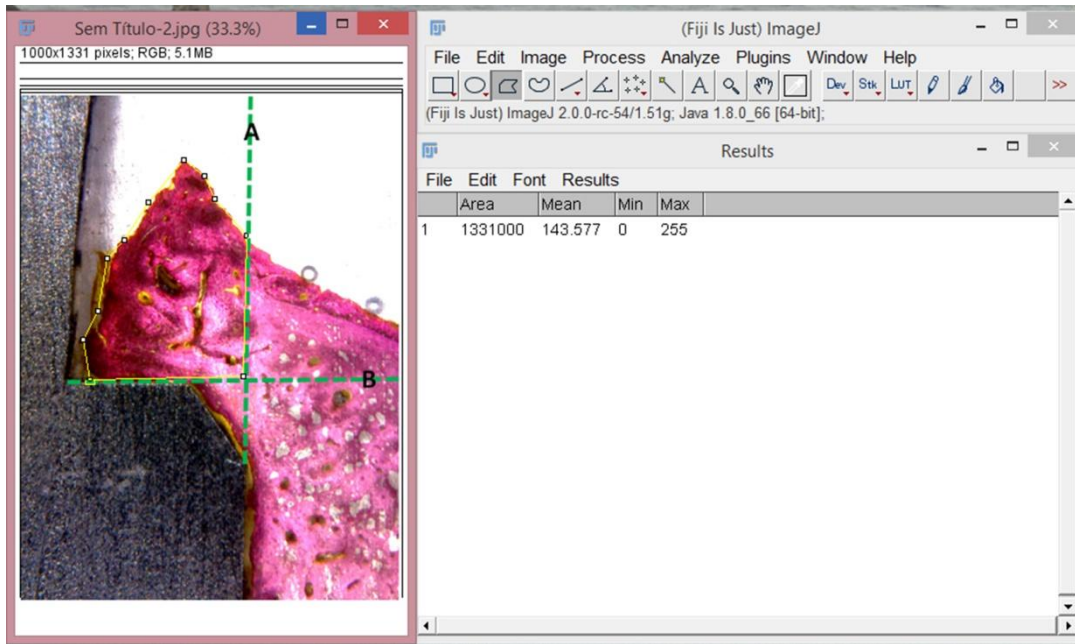 Sem Título-2.jpg (33.3%)
1000x1331 pixels; RGB; 5.1MB
A
B
(Fiji Is Just) ImageJ
File Edit Image Process Analyze Plugins Window Help
A Dev Stk LUT >>
(Fiji Is Just) ImageJ 2.0.0-rc-54/1.51g; Java 1.8.0_66 [64-bit];
Results
File Edit Font Results
Area Mean Min Max
1 1331000 143.577 0 255